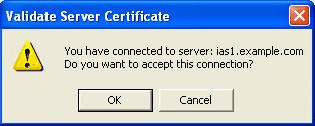 Validate Server Certificate
You have connected to server: ias1.example.com
Do you want to accept this connection?
OK
Cancel